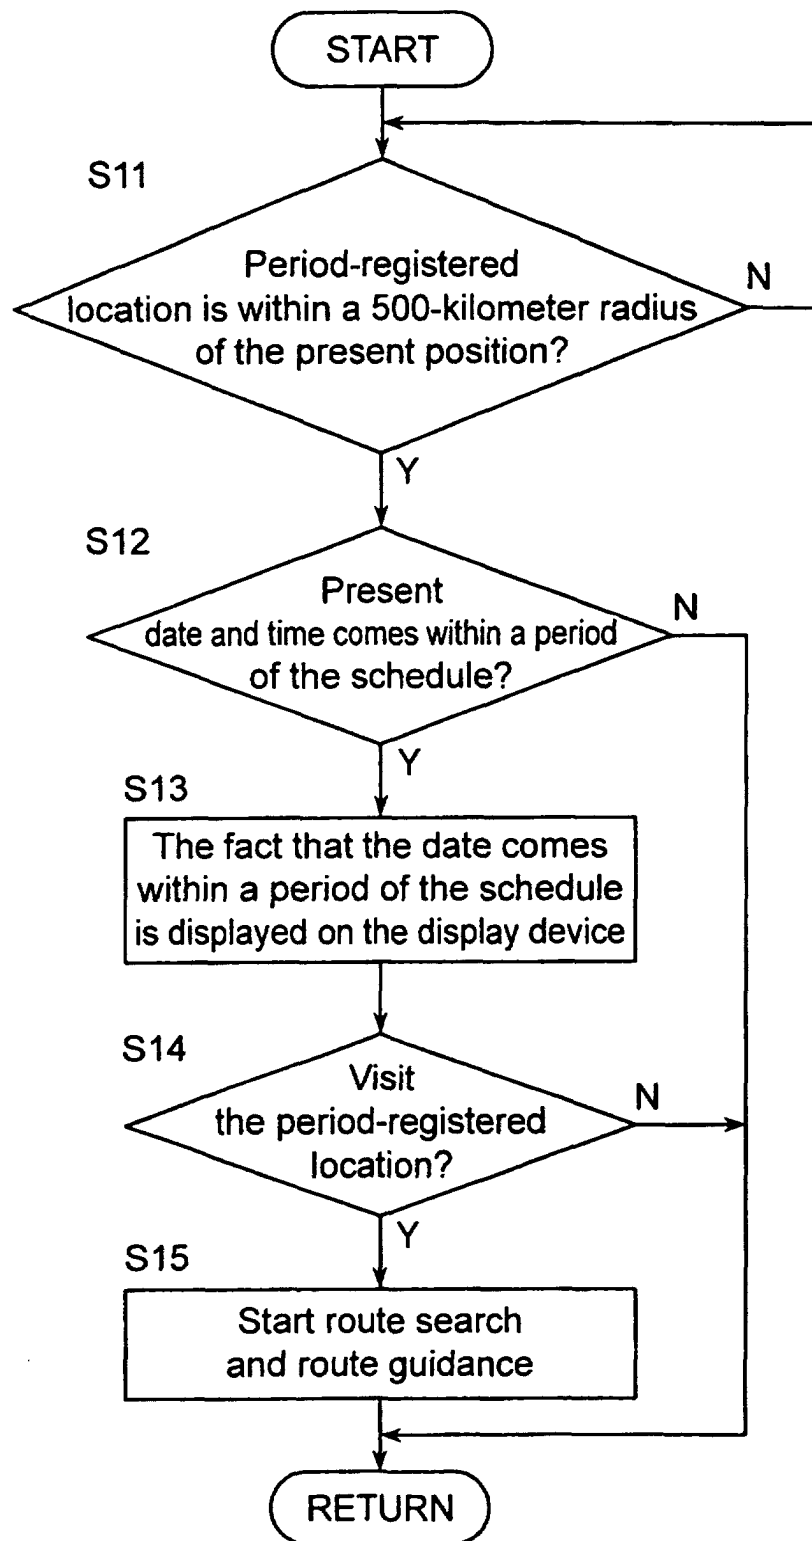 START
S11
Period-registered
location is within a 500-kilometer radius
of the present position?
N
Y
S12
Present
date and time comes within a period
of the schedule?
N
Y
S13
The fact that the date comes
within a period of the schedule
is displayed on the display device
S14
Visit
the period-registered
location?
N
Y
S15
Start route search
and route guidance
RETURN